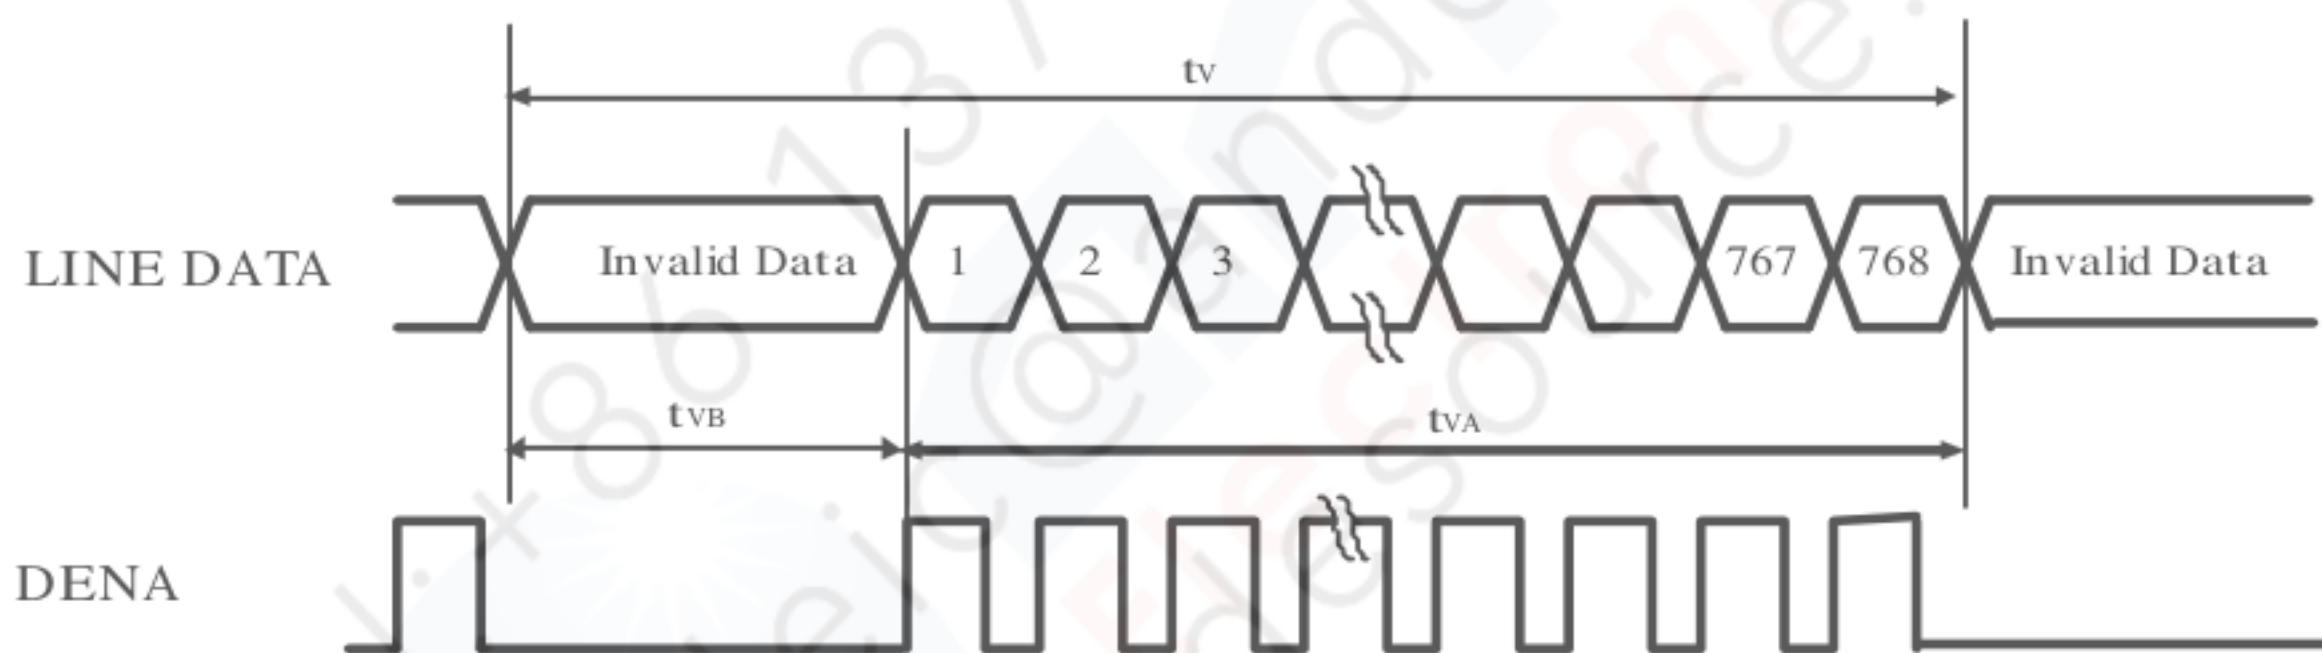 tV
LINE DATA Invalid Data 1 2 3 767 768 Invalid Data
tVB tVA
DENA